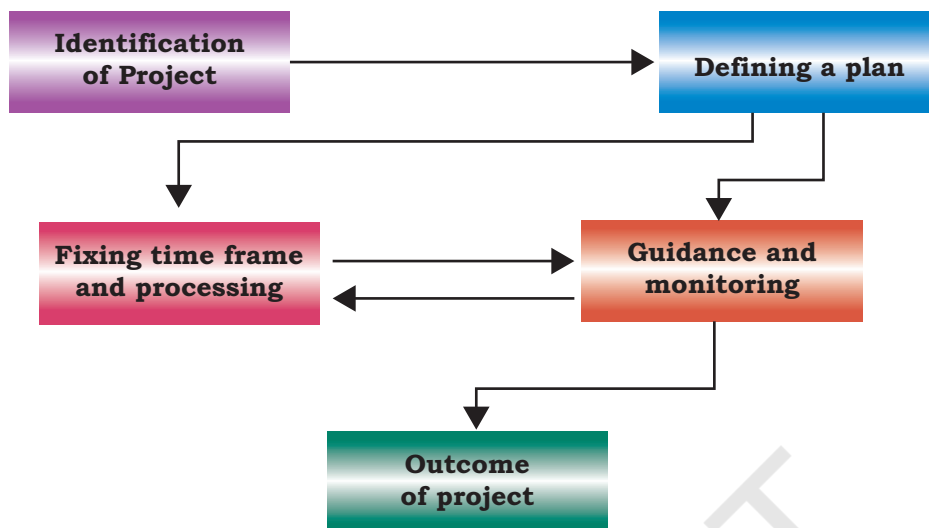 Identification
of Project
Defining a plan
Fixing time frame
and processing
Guidance and
monitoring
Outcome
of project
T